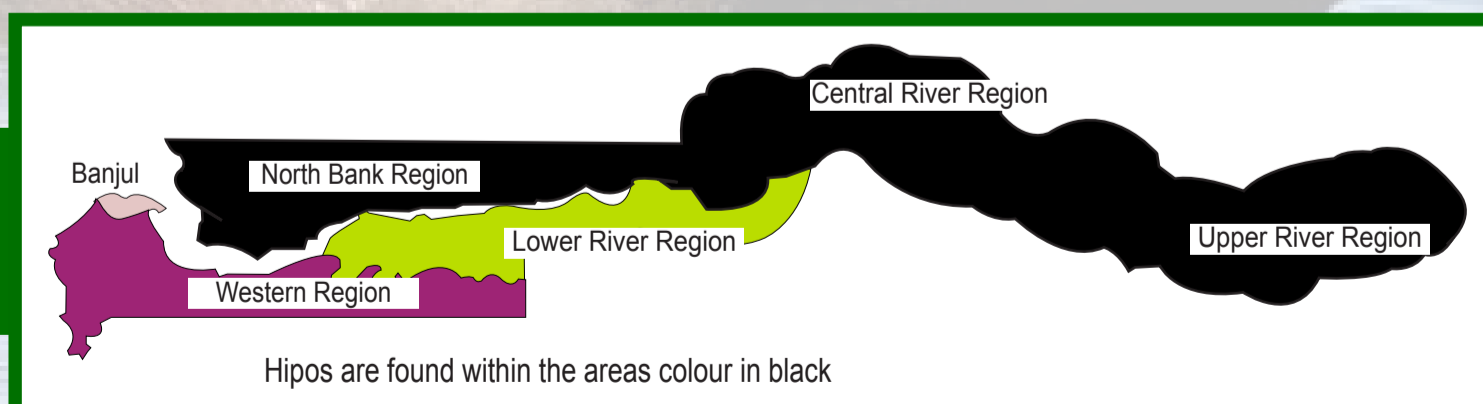 Central River Region
Banjul
North Bank Region
Lower River Region
Upper River Region
Western Region
Hipos are found within the areas colour in black